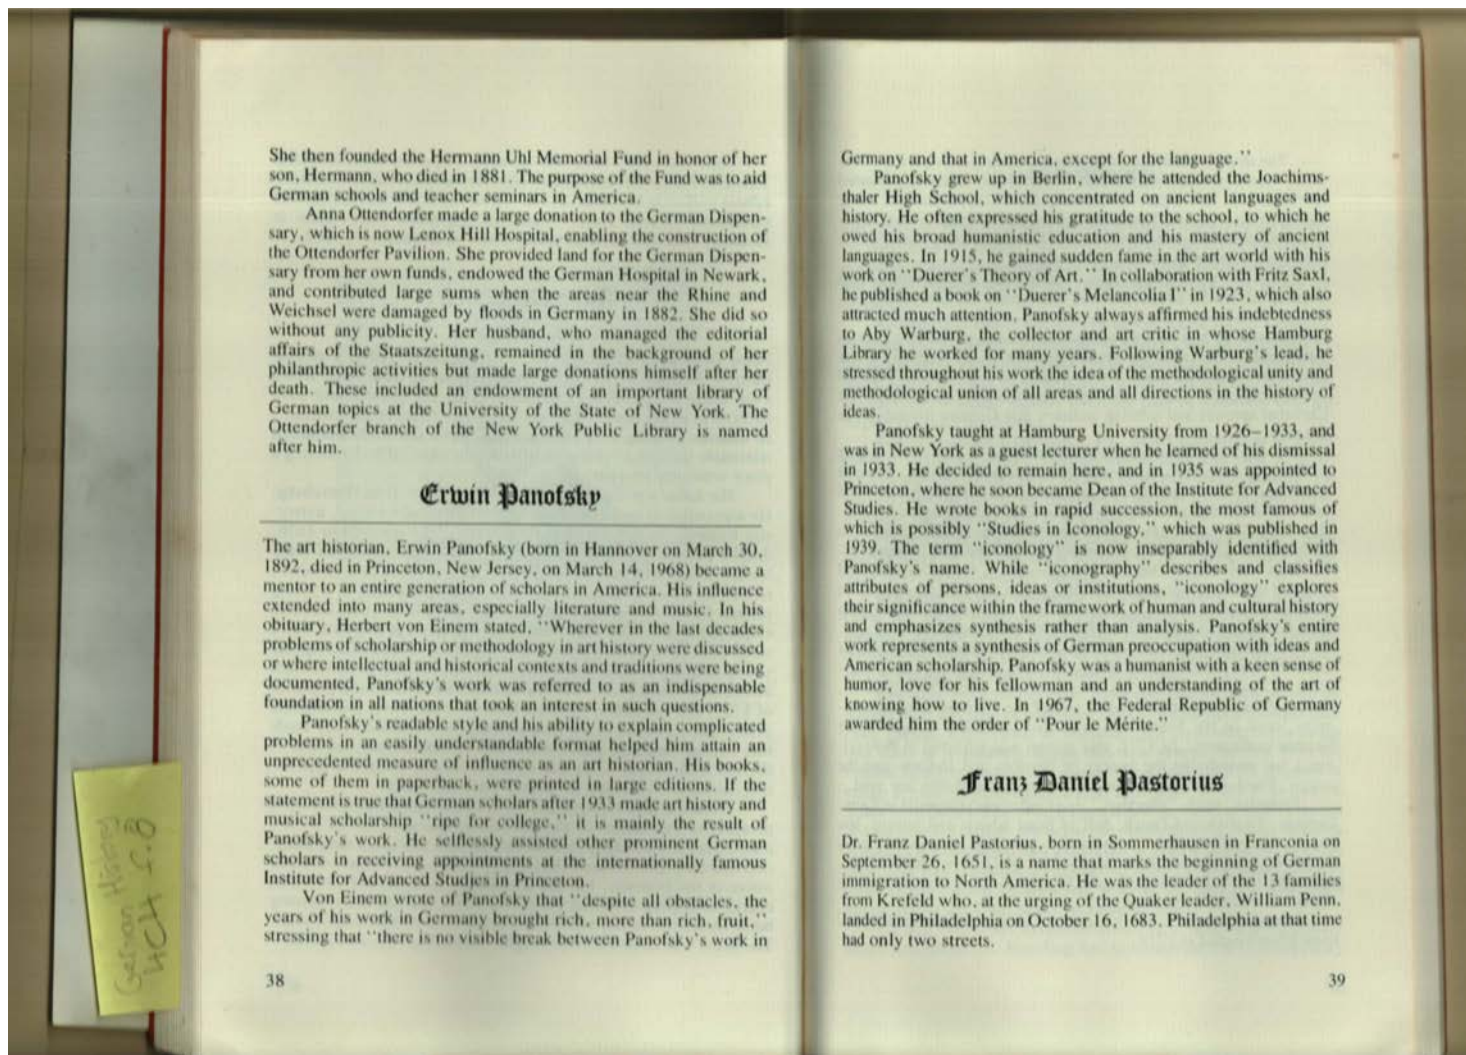 She then founded the Hermann Uhl Memorial Fund in honor of her
son, Hermann, who died in 1881. The purpose of the Fund was to aid
German schools and teacher seminars in America.
Anna Ottendorfer made a large donation to the German Dispen-
sary, which is now Lenox Hill Hospital, enabling the construction of
the Ottendorfer Pavilion. She provided land for the German Dispen-
sary from her own funds, endowed the German Hospital in Newark,
and contributed large sums when the areas near the Rhine and
Weichsel were damaged by floods in Germany in 1882. She did so
without any publicity. Her husband, who managed the editorial
affairs of the Staatszeitung, remained in the background of her
philanthropic activities but made large donations himself after her
death. These included an endowment of an important library of
German topics at the University of the State of New York. The
Ottendorfer branch of the New York Public Library is named
after him.
Erwin Panofsky
The art historian, Erwin Panofsky (born in Hannover on March 30,
1892, died in Princeton, New Jersey, on March 14, 1968) became a
mentor to an entire generation of scholars in America. His influence
extended into many areas, especially literature and music. In his
obituary, Herbert von Einem stated, "Wherever in the last decades
problems of scholarship or methodology in art history were discussed
or where intellectual and historical contexts and traditions were being
documented, Panofsky's work was referred to as an indispensable
foundation in all nations that took an interest in such questions.
Panofsky's readable style and his ability to explain complicated
problems in an easily understandable format helped him attain an
unprecedented measure of influence as an art historian. His books,
some of them in paperback, were printed in large editions. If the
statement is true that German scholars after 1933 made art history and
musical scholarship "ripe for college," it is mainly the result of
Panofsky's work. He selflessly assisted other prominent German
scholars in receiving appointments at the internationally famous
Institute for Advanced Studies in Princeton.
Von Einem wrote of Panofsky that "despite all obstacles, the
years of his work in Germany brought rich, more than rich, fruit,"
stressing that "there is no visible break between Panofsky's work in
38
Germany and that in America, except for the language."
Panofsky grew up in Berlin, where he attended the Joachims-
thaler High School, which concentrated on ancient languages and
history. He often expressed his gratitude to the school, to which he
owed his broad humanistic education and his mastery of ancient
languages. In 1915, he gained sudden fame in the art world with his
work on "Duerer's Theory of Art." In collaboration with Fritz Saxl,
he published a book on "Duerer's Melancolia I" in 1923, which also
attracted much attention. Panofsky always affirmed his indebtedness
to Aby Warburg, the collector and art critic in whose Hamburg
Library he worked for many years. Following Warburg's lead, he
stressed throughout his work the idea of the methodological unity and
methodological union of all areas and all directions in the history of
ideas.
Panofsky taught at Hamburg University from 1926–1933, and
was in New York as a guest lecturer when he learned of his dismissal
in 1933. He decided to remain here, and in 1935 was appointed to
Princeton, where he soon became Dean of the Institute for Advanced
Studies. He wrote books in rapid succession, the most famous of
which is possibly "Studies in Iconology," which was published in
1939. The term "iconology" is now inseparably identified with
Panofsky's name. While "iconography" describes and classifies
attributes of persons, ideas or institutions, "iconology" explores
their significance within the framework of human and cultural history
and emphasizes synthesis rather than analysis. Panofsky's entire
work represents a synthesis of German preoccupation with ideas and
American scholarship. Panofsky was a humanist with a keen sense of
humor, love for his fellowman and an understanding of the art of
knowing how to live. In 1967, the Federal Republic of Germany
awarded him the order of "Pour le Mérite."
Franz Daniel Pastorius
Dr. Franz Daniel Pastorius, born in Sommerhausen in Franconia on
September 26, 1651, is a name that marks the beginning of German
immigration to North America. He was the leader of the 13 families
from Krefeld who, at the urging of the Quaker leader, William Penn,
landed in Philadelphia on October 16, 1683. Philadelphia at that time
had only two streets.
39
German History